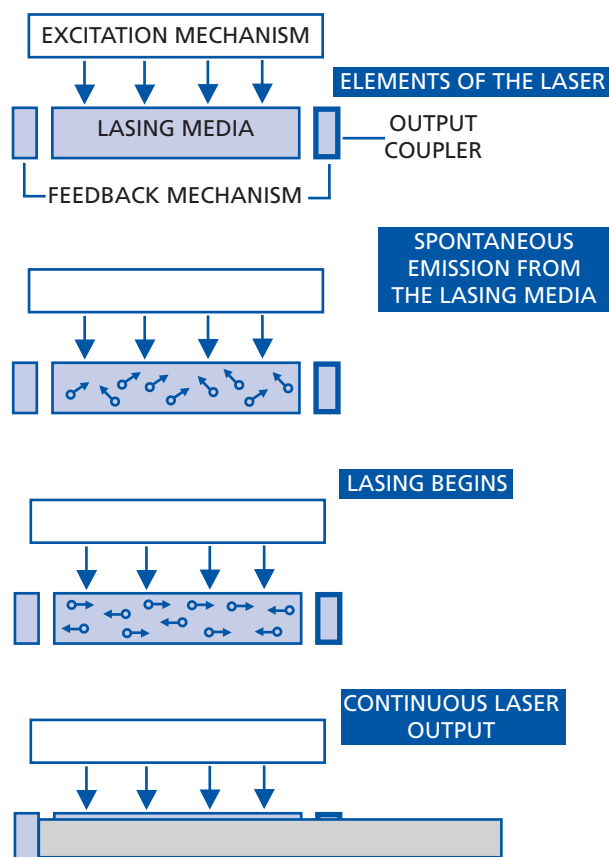 EXCITATION MECHANISM
ELEMENTS OF THE LASER
LASING MEDIA
OUTPUT
COUPLER
FEEDBACK MECHANISM
SPONTANEOUS
EMISSION FROM
THE LASING MEDIA
LASING BEGINS
CONTINUOUS LASER
OUTPUT